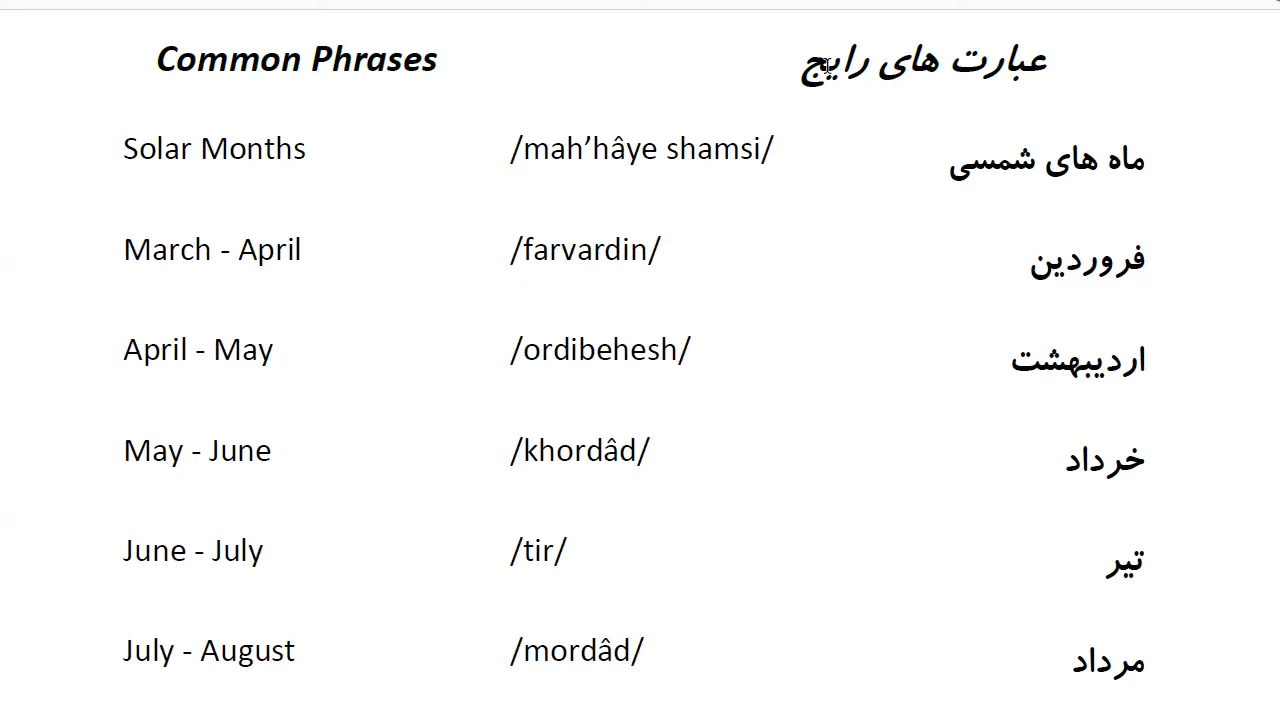 Common Phrases عبارت های رایج
Solar Months /mah’hâye shamsi/ ماه های شمسی
March - April /farvardin/ فروردین
April - May /ordibehesh/ اردیبهشت
May - June /khordâd/ خرداد
June - July /tir/ تیر
July - August /mordâd/ مرداد